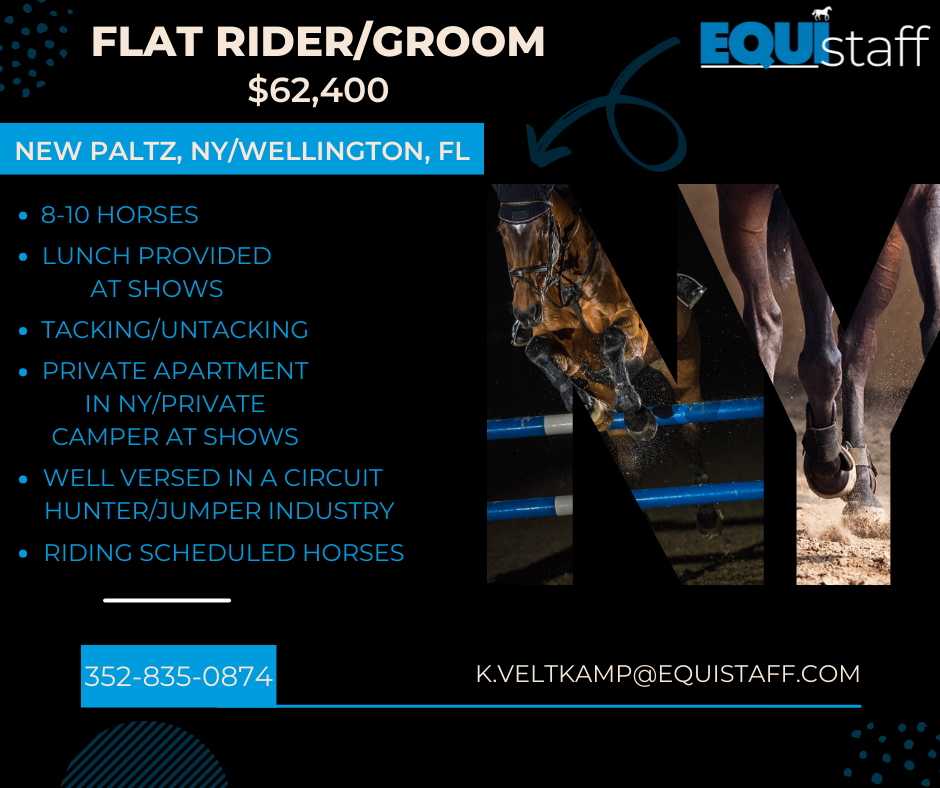 FLAT RIDER/GROOM
$62,400
EQUIstaff
NEW PALTZ, NY/WELLINGTON, FL
• 8-10 HORSES
• LUNCH PROVIDED
AT SHOWS
• TACKING/UNTACKING
• PRIVATE APARTMENT
IN NY/PRIVATE
CAMPER AT SHOWS
• WELL VERSED IN A CIRCUIT
HUNTER/JUMPER INDUSTRY
• RIDING SCHEDULED HORSES
NY
352-835-0874
K.VELTKAMP@EQUISTAFF.COM